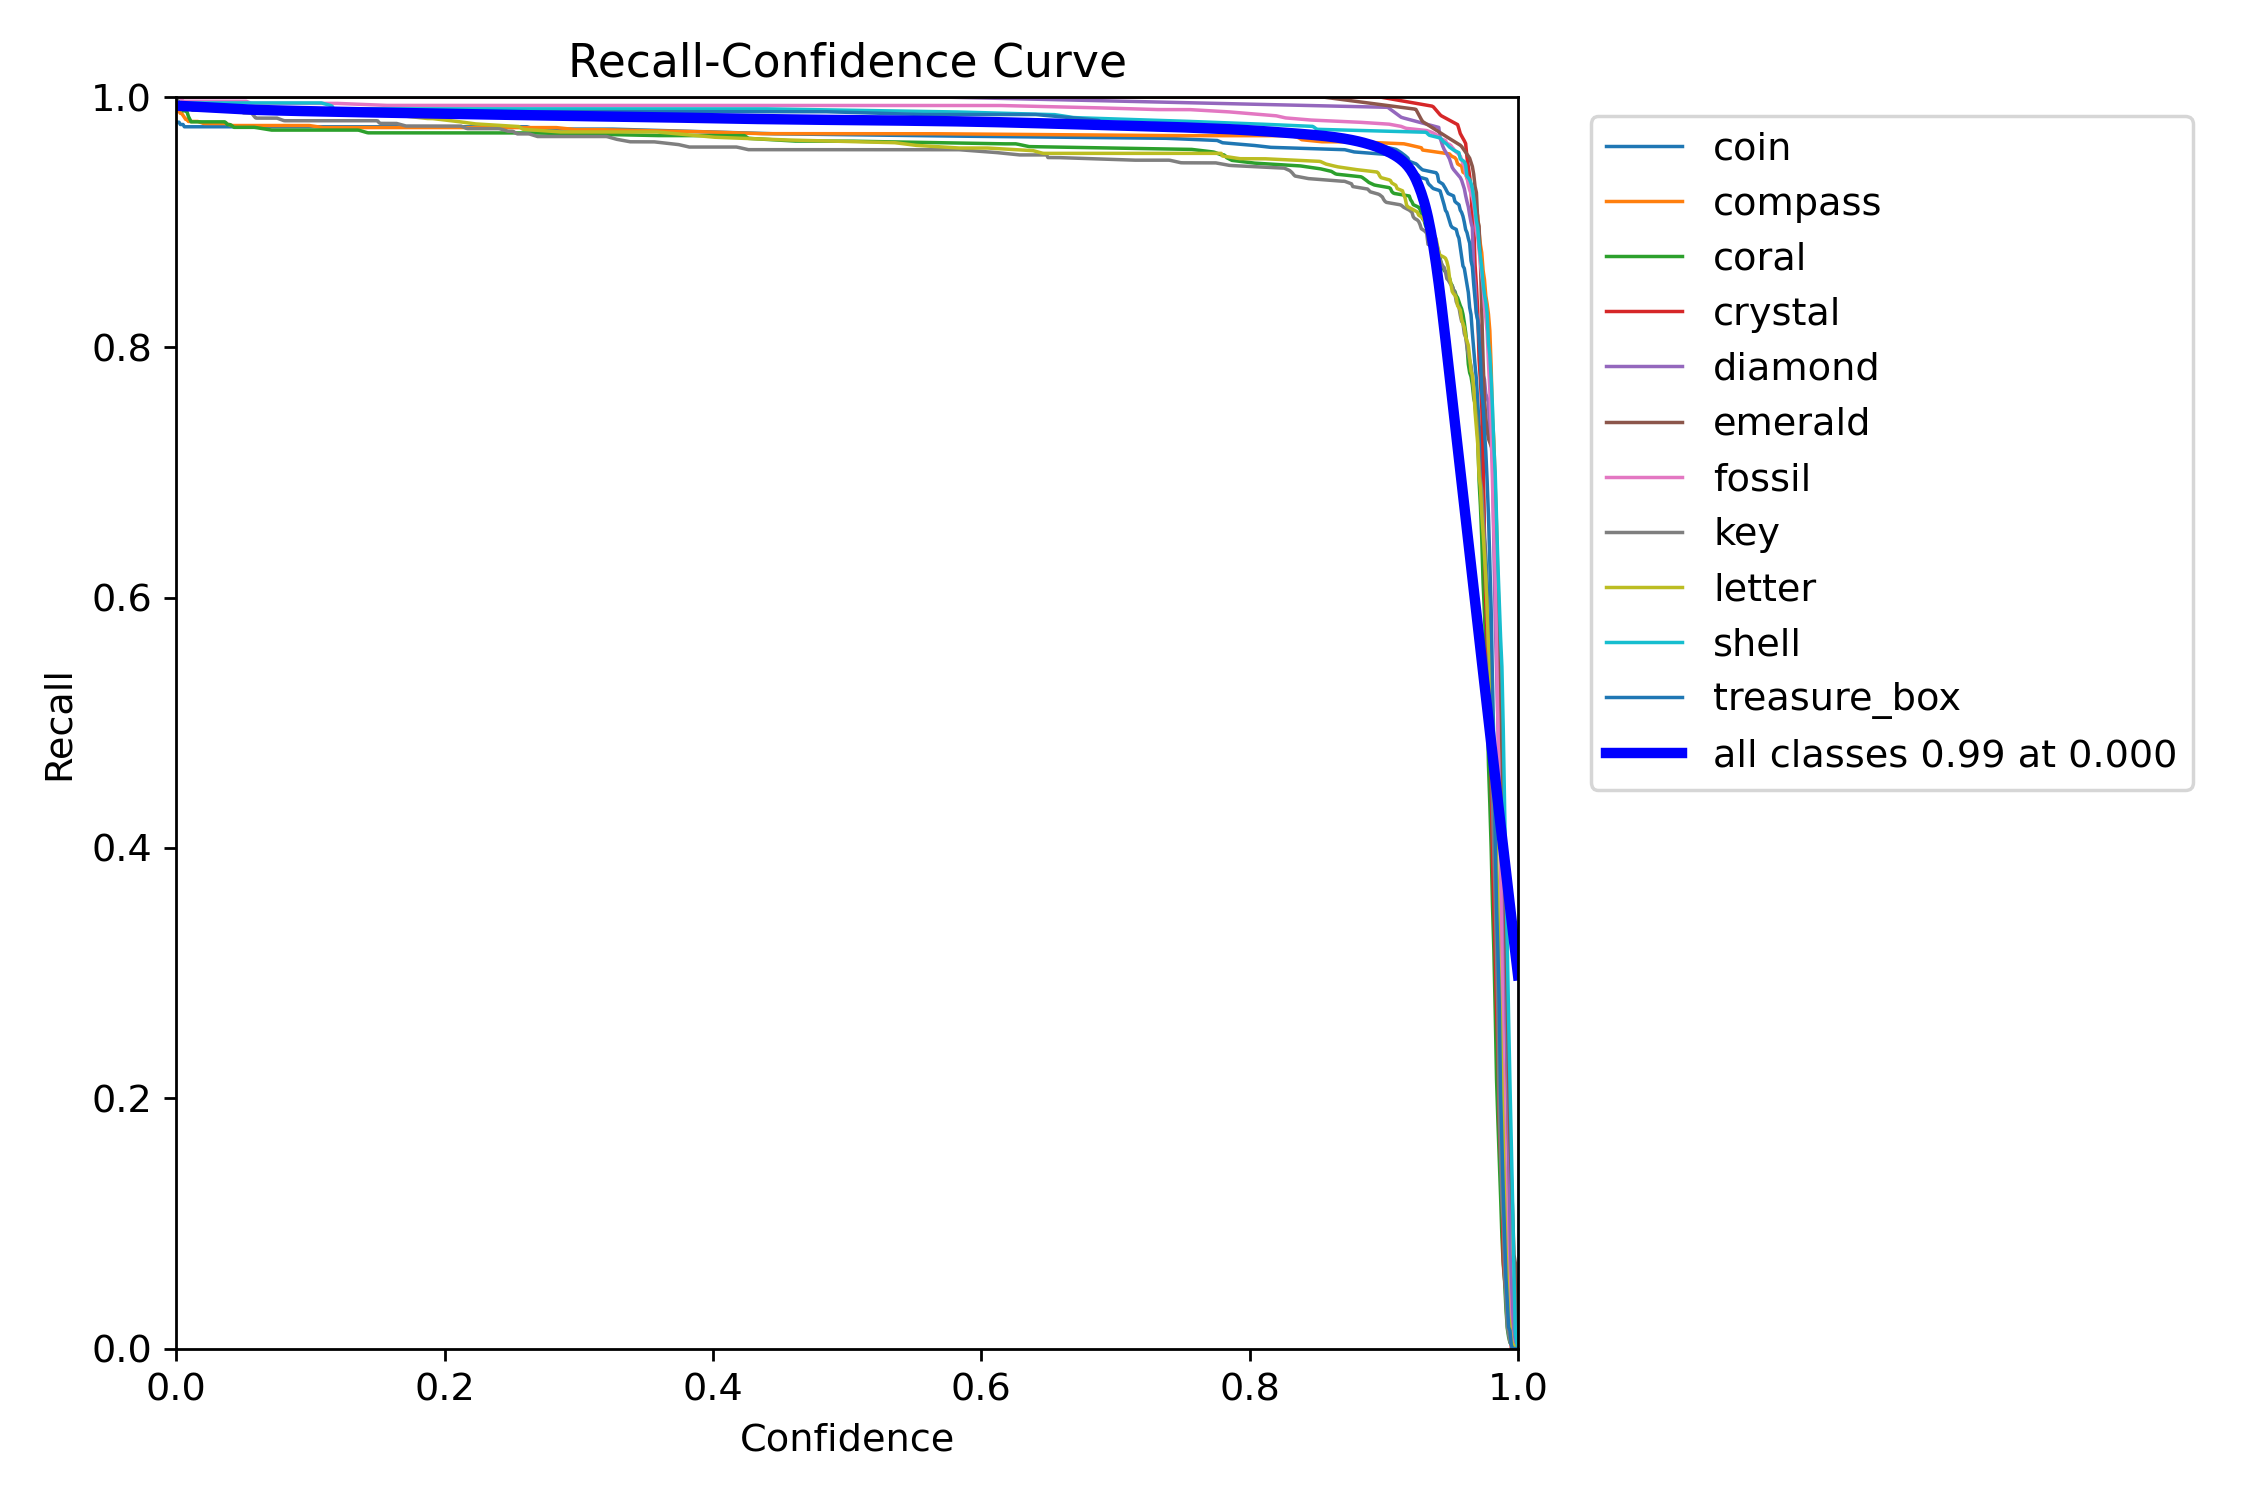 Recall-Confidence Curve
1.0
0.8
0.6
0.4
0.2
0.0
Recall
0.0 0.2 0.4 0.6 0.8 1.0
Confidence
coin
compass
coral
crystal
diamond
emerald
fossil
key
letter
shell
treasure_box
all classes 0.99 at 0.000